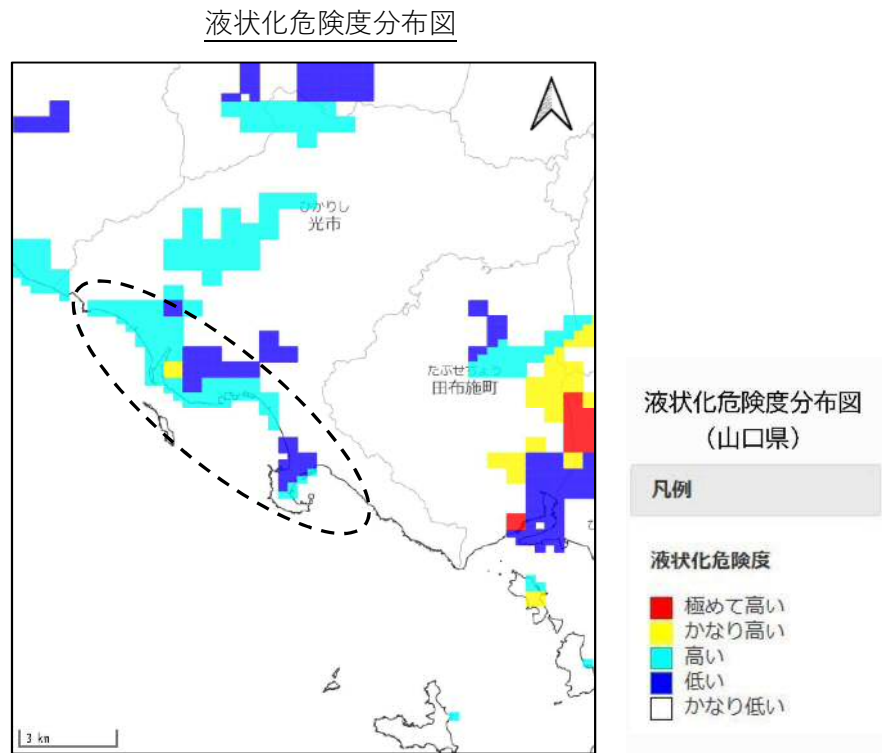 液状化危険度分布図
ひかりし
光市
たぶせちょう
田布施町
3 km
液状化危険度分布図
（山口県）
凡例
液状化危険度
極めて高い
かなり高い
高い
低い
かなり低い